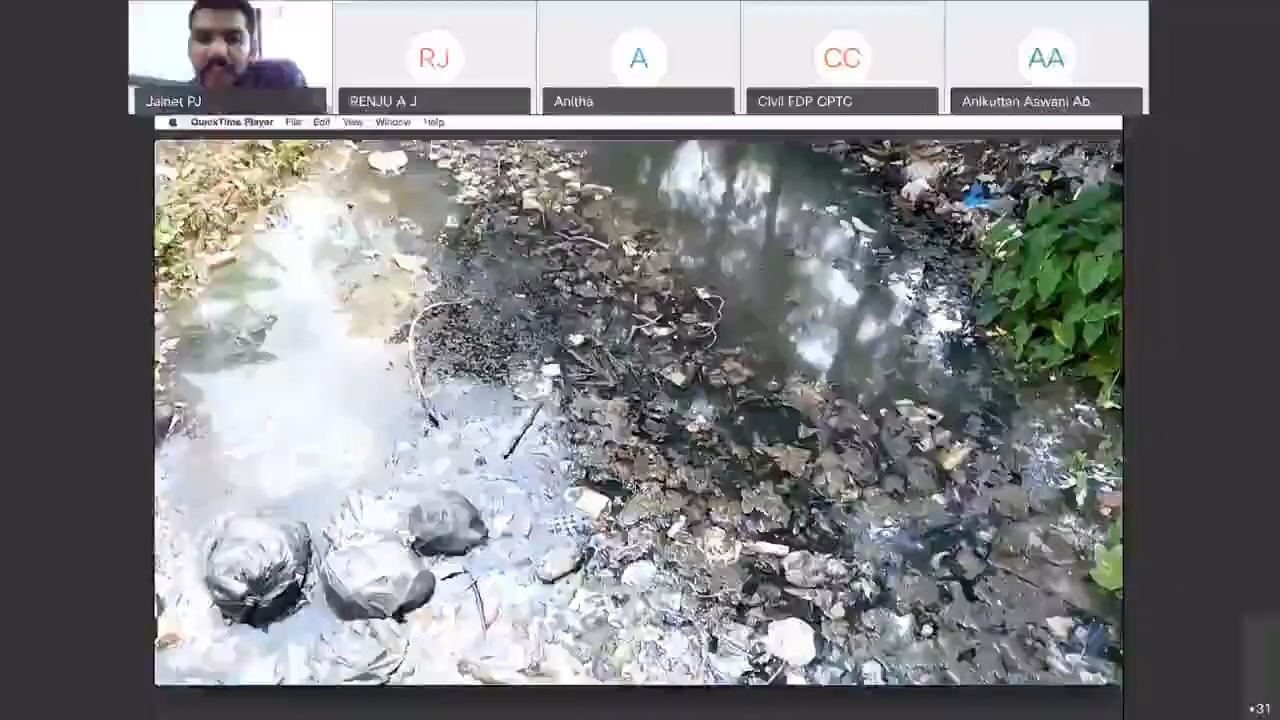 RJ
A
CC
AA
Jainet PJ
RENJU A J
Anitha
Civil FDP CPTC
Anikuttan Aswani Ab
QuickTime Player File Edit View Window Help
+31